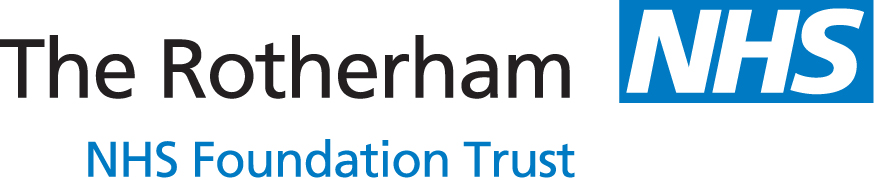 The Rotherham NHS
NHS Foundation Trust